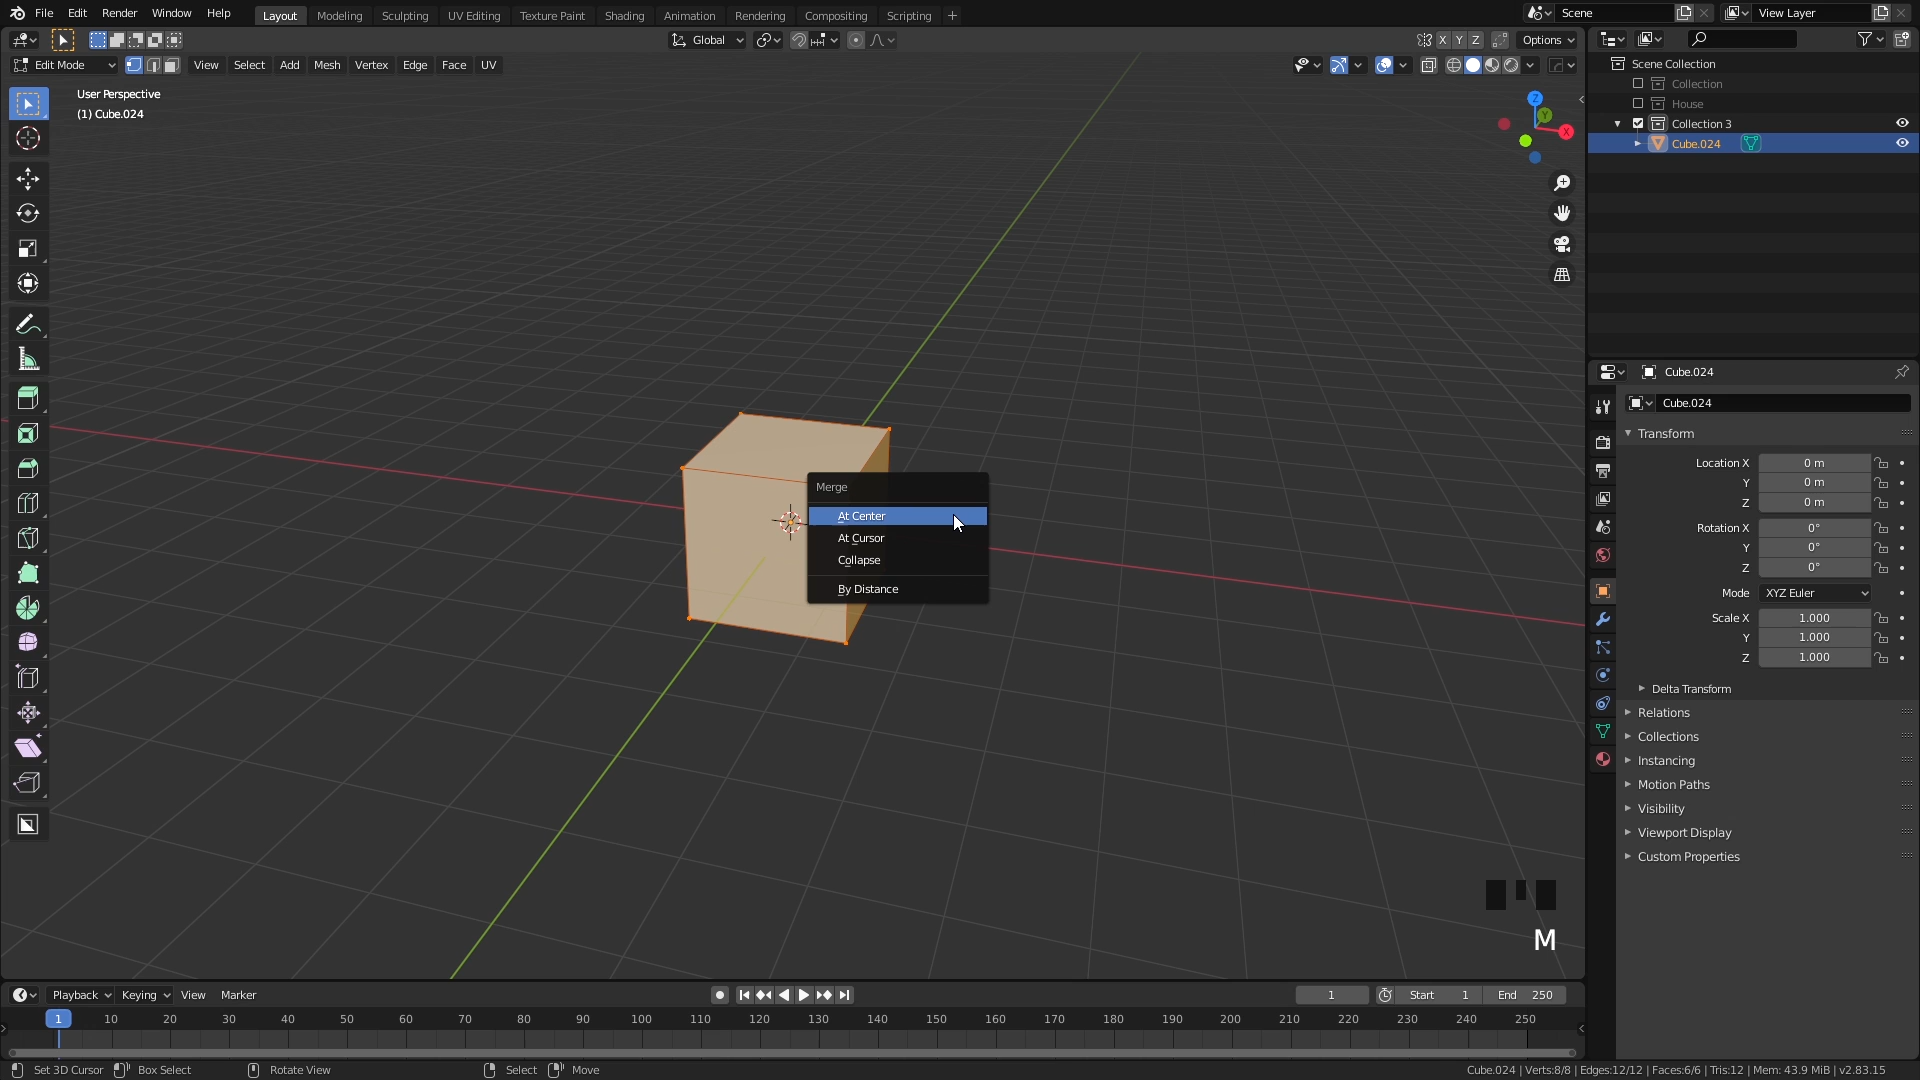 File Edit Render Window Help Layout Modeling Sculpting UV Editing Texture Paint Shading Animation Rendering Compositing Scripting + Scene View Layer
Global X Y Z Options
Edit Mode View Select Add Mesh Vertex Edge Face UV
User Perspective
(1) Cube.024
Z
Y
X
Merge
At Center
At Cursor
Collapse
By Distance
M
Scene Collection
Collection
House
Collection 3
Cube.024
Cube.024
Cube.024
Transform
Location X 0 m
Y 0 m
Z 0 m
Rotation X 0°
Y 0°
Z 0°
Mode XYZ Euler
Scale X 1.000
Y 1.000
Z 1.000
Delta Transform
Relations
Collections
Instancing
Motion Paths
Visibility
Viewport Display
Custom Properties
Playback Keying View Marker 1 Start 1 End 250
1 10 20 30 40 50 60 70 80 90 100 110 120 130 140 150 160 170 180 190 200 210 220 230 240 250
Set 3D Cursor Box Select Rotate View Select Move Cube.024 | Verts:8/8 | Edges:12/12 | Faces:6/6 | Tris:12 | Mem: 43.9 MiB | v2.83.15